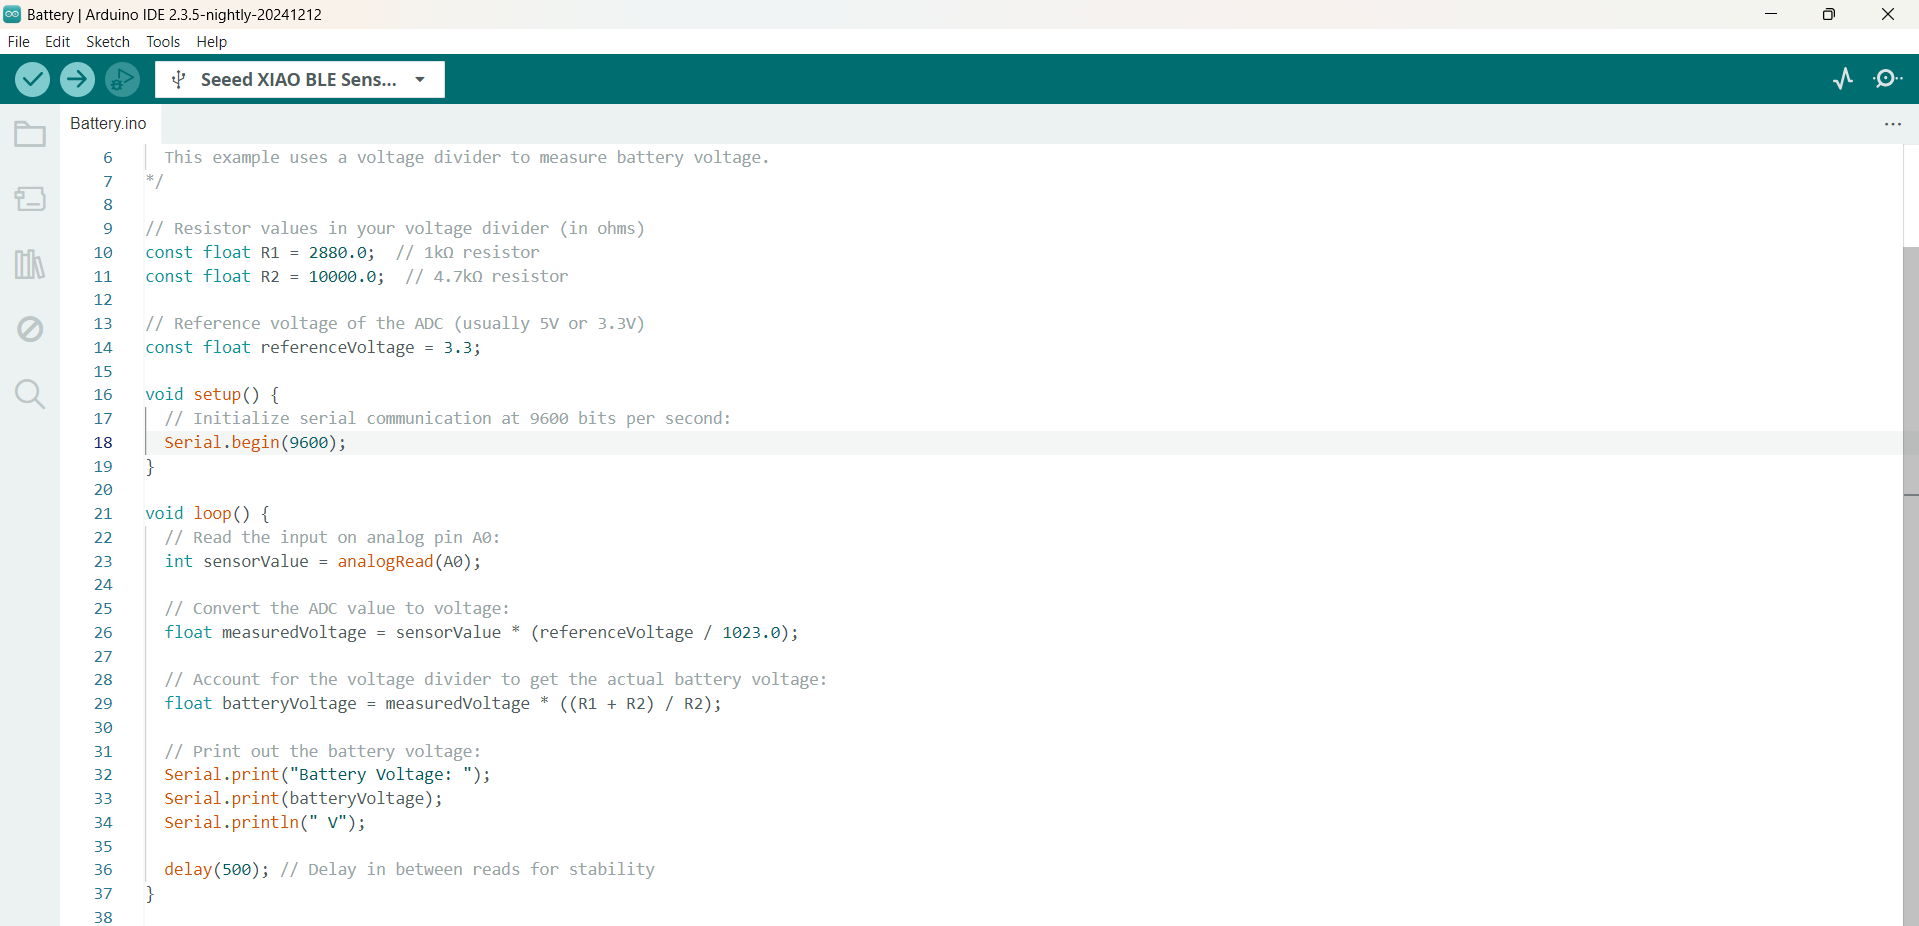 Battery | Arduino IDE 2.3.5-nightly-20241212
File Edit Sketch Tools Help
Seeed XIAO BLE Sens...
Battery.ino
6 This example uses a voltage divider to measure battery voltage.
7 */
8
9 // Resistor values in your voltage divider (in ohms)
10 const float R1 = 2880.0; // 1kΩ resistor
11 const float R2 = 10000.0; // 4.7kΩ resistor
12
13 // Reference voltage of the ADC (usually 5V or 3.3V)
14 const float referenceVoltage = 3.3;
15
16 void setup() {
17 // Initialize serial communication at 9600 bits per second:
18 Serial.begin(9600);
19 }
20
21 void loop() {
22 // Read the input on analog pin A0:
23 int sensorValue = analogRead(A0);
24
25 // Convert the ADC value to voltage:
26 float measuredVoltage = sensorValue * (referenceVoltage / 1023.0);
27
28 // Account for the voltage divider to get the actual battery voltage:
29 float batteryVoltage = measuredVoltage * ((R1 + R2) / R2);
30
31 // Print out the battery voltage:
32 Serial.print("Battery Voltage: ");
33 Serial.print(batteryVoltage);
34 Serial.println(" V");
35
36 delay(500); // Delay in between reads for stability
37 }
38